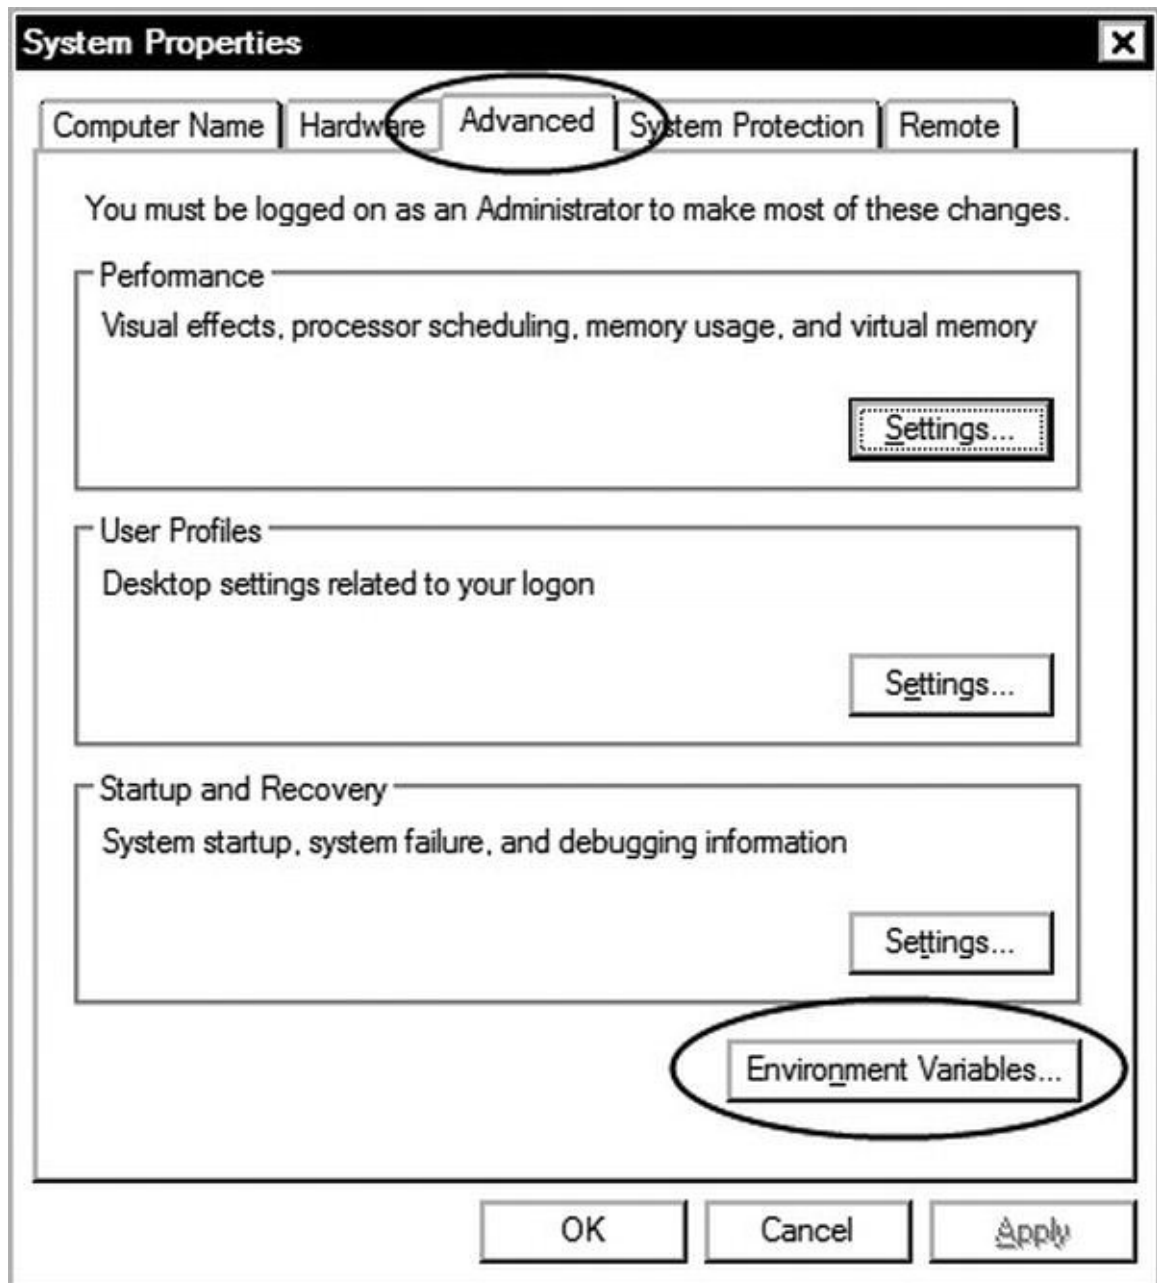 System Properties
Computer Name Hardware Advanced System Protection Remote
You must be logged on as an Administrator to make most of these changes.
Performance
Visual effects, processor scheduling, memory usage, and virtual memory
Settings...
User Profiles
Desktop settings related to your logon
Settings...
Startup and Recovery
System startup, system failure, and debugging information
Settings...
Environment Variables...
OK Cancel Apply